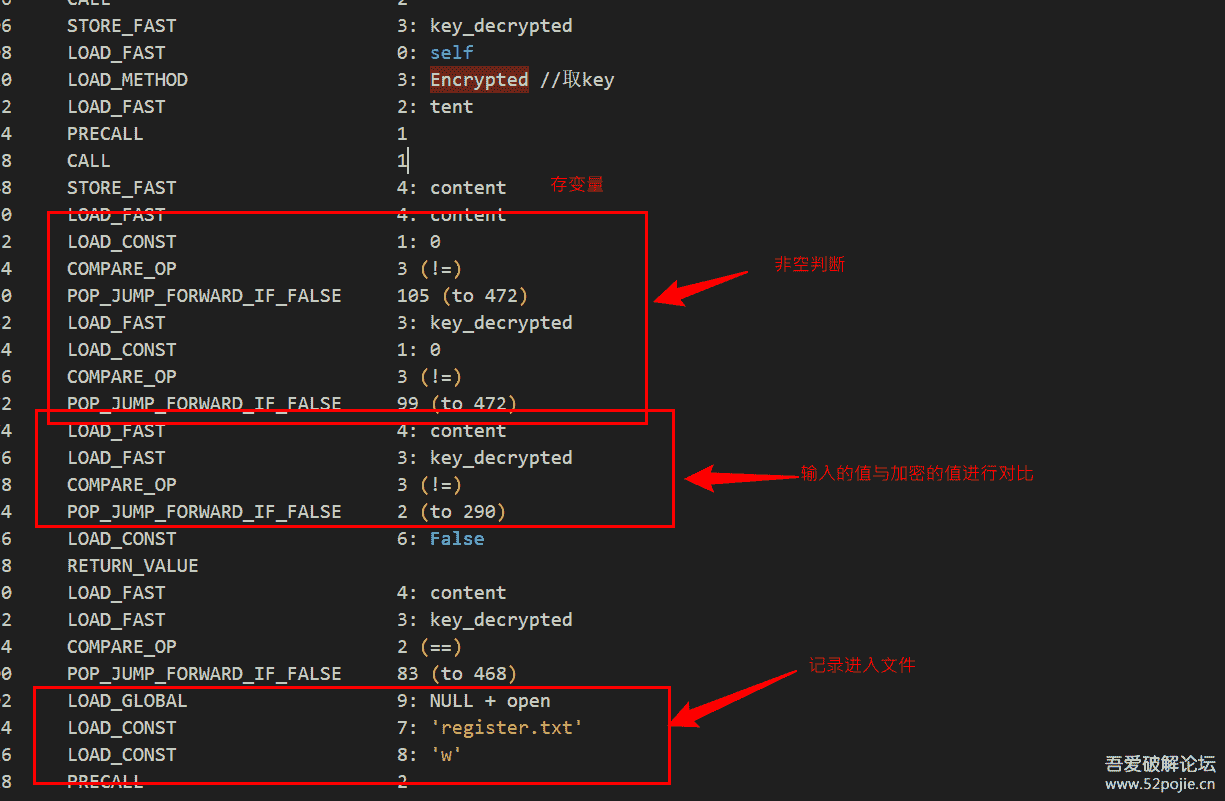 CALL 2
6 STORE_FAST 3: key_decrypted
8 LOAD_FAST 0: self
0 LOAD_METHOD 3: Encrypted //取key
2 LOAD_FAST 2: tent
4 PRECALL 1
8 CALL 1
8 STORE_FAST 4: content 存变量
0 LOAD_FAST 4: content
2 LOAD_CONST 1: 0
4 COMPARE_OP 3 (!=) 非空判断
0 POP_JUMP_FORWARD_IF_FALSE 105 (to 472)
2 LOAD_FAST 3: key_decrypted
4 LOAD_CONST 1: 0
6 COMPARE_OP 3 (!=)
2 POP_JUMP_FORWARD_IF_FALSE 99 (to 472)
4 LOAD_FAST 4: content
6 LOAD_FAST 3: key_decrypted 输入的值与加密的值进行对比
8 COMPARE_OP 3 (!=)
4 POP_JUMP_FORWARD_IF_FALSE 2 (to 290)
6 LOAD_CONST 6: False
8 RETURN_VALUE
0 LOAD_FAST 4: content
2 LOAD_FAST 3: key_decrypted
4 COMPARE_OP 2 (==)
0 POP_JUMP_FORWARD_IF_FALSE 83 (to 468) 记录进入文件
2 LOAD_GLOBAL 9: NULL + open
4 LOAD_CONST 7: 'register.txt'
6 LOAD_CONST 8: 'w'
8 PRECALL 2
吾爱破解论坛
www.52pojie.cn